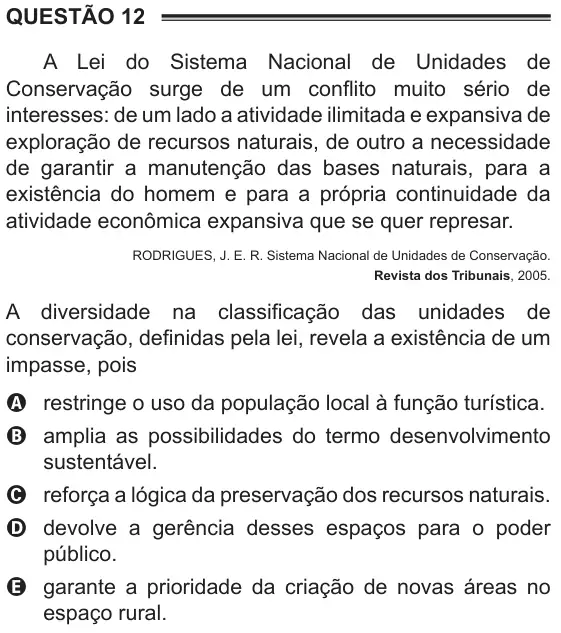 QUESTÃO 12
A Lei do Sistema Nacional de Unidades de
Conservação surge de um conflito muito sério de
interesses: de um lado a atividade ilimitada e expansiva de
exploração de recursos naturais, de outro a necessidade
de garantir a manutenção das bases naturais, para a
existência do homem e para a própria continuidade da
atividade econômica expansiva que se quer represar.
RODRIGUES, J. E. R. Sistema Nacional de Unidades de Conservação.
Revista dos Tribunais, 2005.
A diversidade na classificação das unidades de
conservação, definidas pela lei, revela a existência de um
impasse, pois
A restringe o uso da população local à função turística.
B amplia as possibilidades do termo desenvolvimento
sustentável.
C reforça a lógica da preservação dos recursos naturais.
D devolve a gerência desses espaços para o poder
público.
E garante a prioridade da criação de novas áreas no
espaço rural.